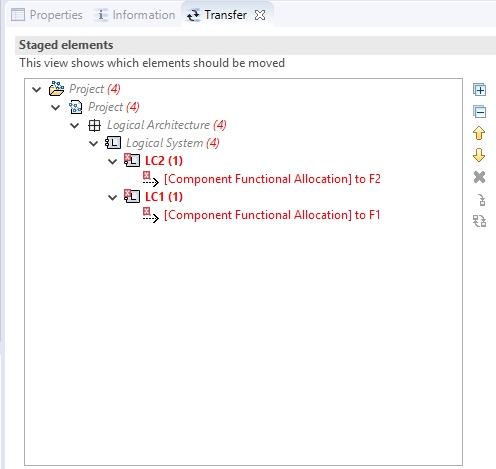 Properties Information Transfer
Staged elements
This view shows which elements should be moved
Project (4)
Project (4)
Logical Architecture (4)
Logical System (4)
LC2 (1)
[Component Functional Allocation] to F2
LC1 (1)
[Component Functional Allocation] to F1